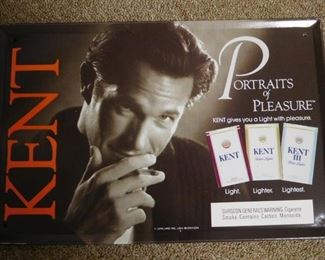 KENT
PORTRAITS
of
PLEASURE™
KENT gives you a Light with pleasure.
KENT
KENT
KENT
III
Light.
Lighter.
Lightest.
SURGEON GENERAL'S WARNING: Cigarette
Smoke Contains Carbon Monoxide.